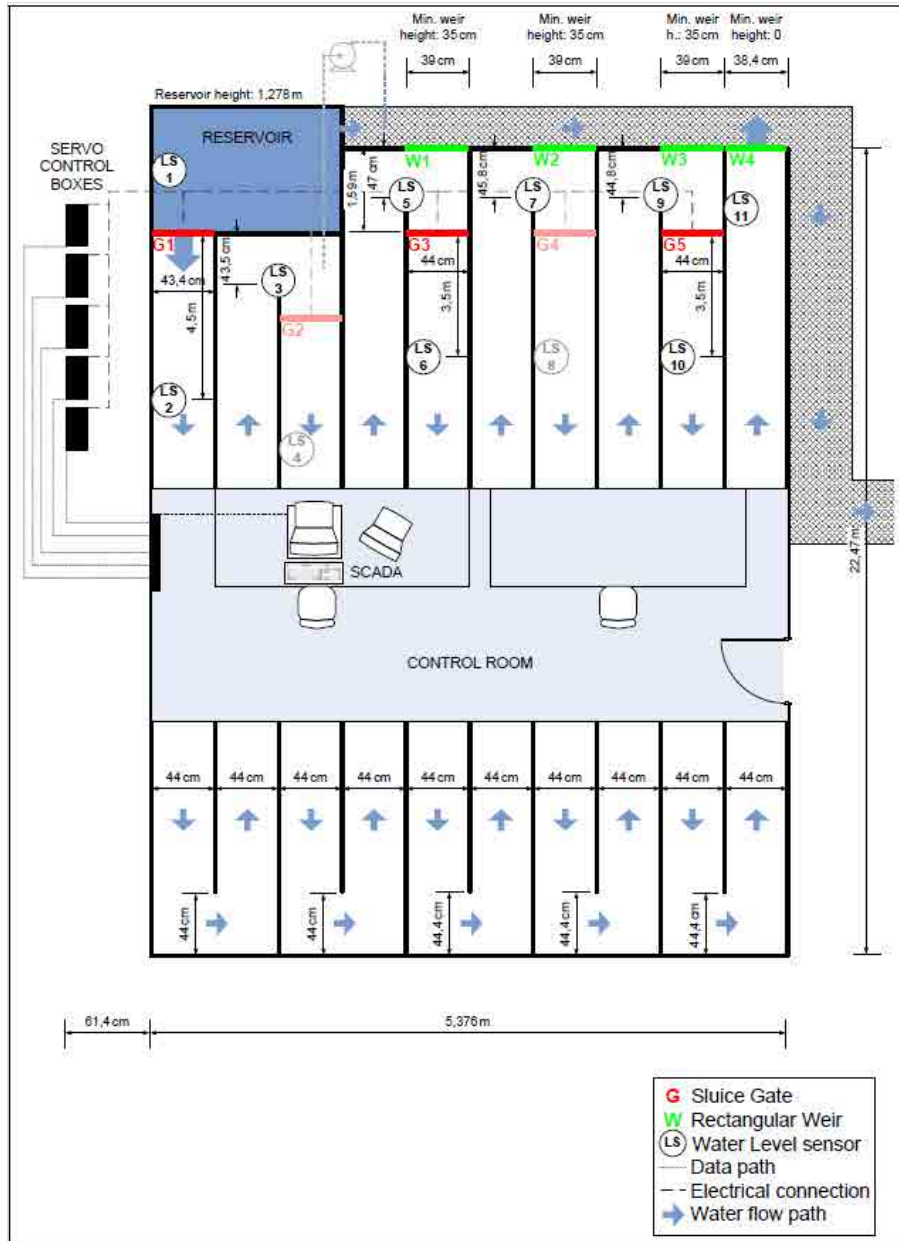 Min. weir
height: 35 cm
Min. weir
height: 35 cm
Min. weir
h.: 35 cm
Min. weir
height: 0
39 cm
39 cm
39 cm
38,4 cm
Reservoir height: 1,278 m
RESERVOIR
SERVO
CONTROL
BOXES
LS
1
W1
W2
W3
W4
47 cm
1,59 m
45,8 cm
44,8 cm
LS
5
LS
7
LS
9
LS
11
G1
G3
G4
G5
43,5 cm
LS
3
43,4 cm
4,5 m
44 cm
3,5 m
44 cm
3,5 m
G2
LS
6
LS
8
LS
10
LS
2
LS
4
22,47 m
SCADA
CONTROL ROOM
44 cm
44 cm
44 cm
44 cm
44 cm
44 cm
44 cm
44 cm
44 cm
44 cm
44 cm
44 cm
44,4 cm
44,4 cm
44,4 cm
61,4 cm
5,376 m
G Sluice Gate
W Rectangular Weir
LS Water Level sensor
Data path
Electrical connection
Water flow path